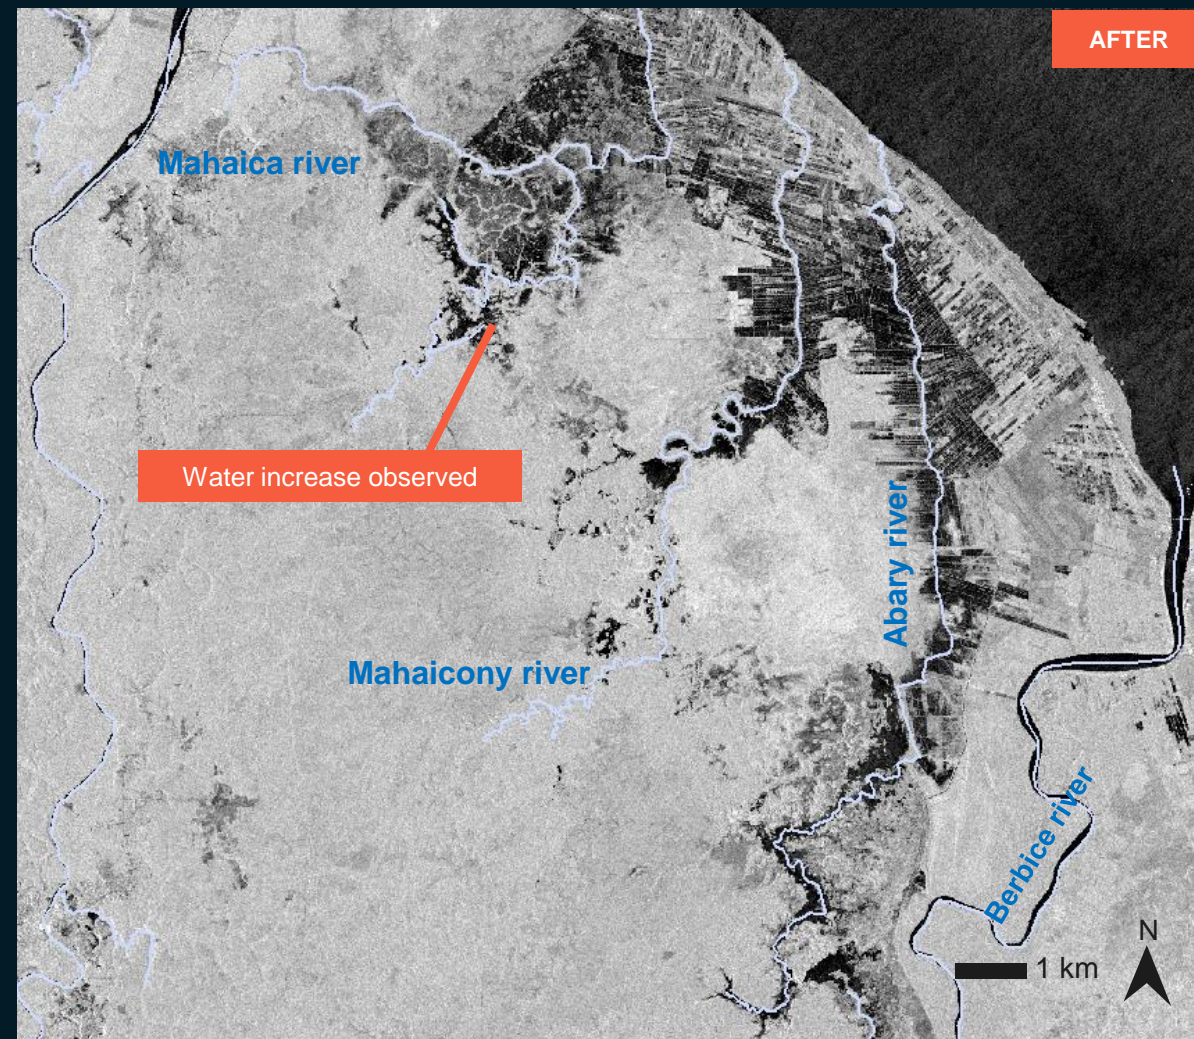 AFTER
Mahaica river
Water increase observed
Abary river
Mahaicony river
Berbice river
N
1 km